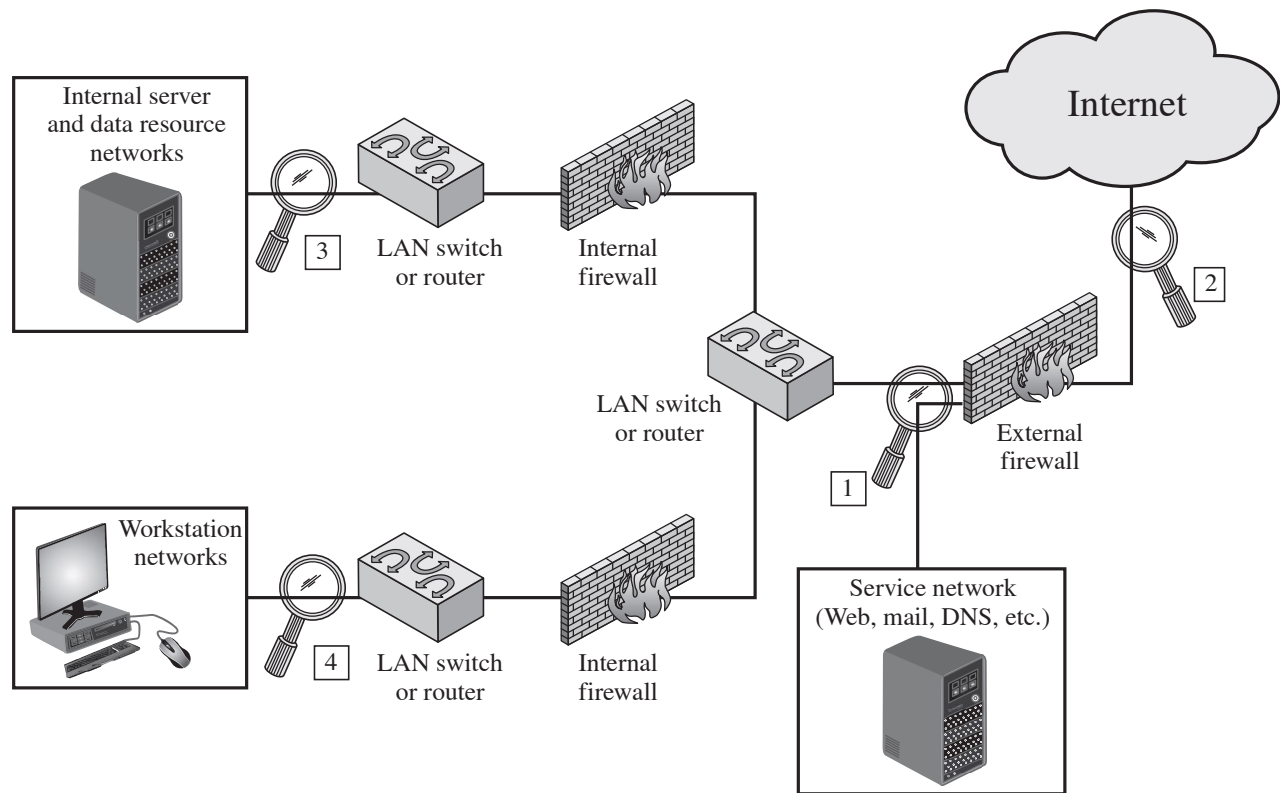 Internet
Internal server
and data resource
networks
3
LAN switch
or router
Internal
firewall
2
LAN switch
or router
External
firewall
1
Workstation
networks
4
LAN switch
or router
Internal
firewall
Service network
(Web, mail, DNS, etc.)